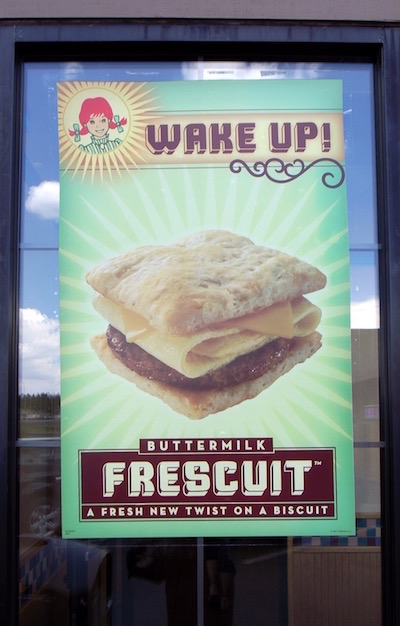 WAKE UP!
BUTTERMILK
FRESCUIT™
A FRESH NEW TWIST ON A BISCUIT